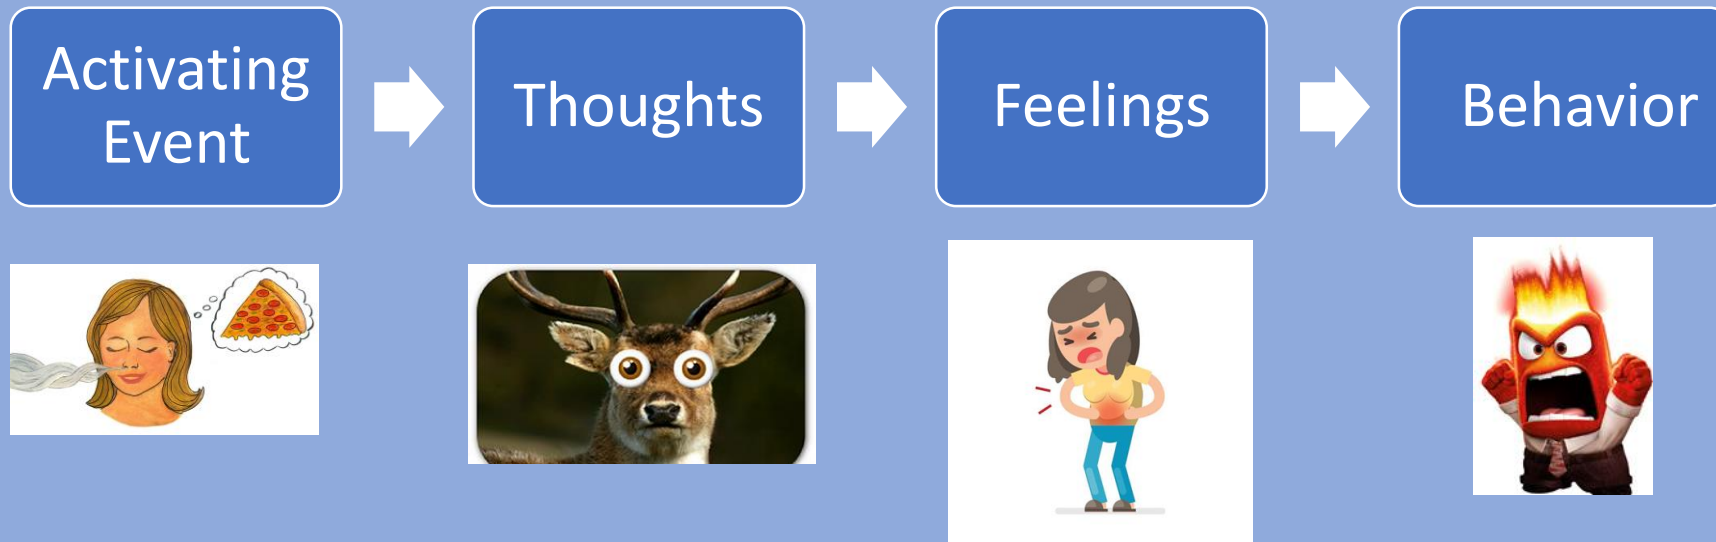 Activating
Event
Thoughts
Feelings
Behavior